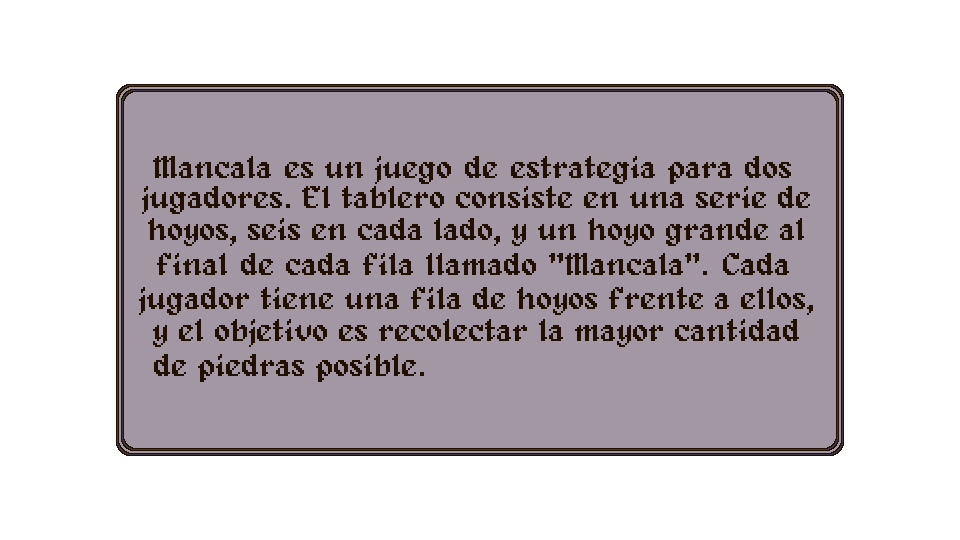 Mancala es un juego de estrategia para dos
jugadores. El tablero consiste en una serie de
hoyos, seis en cada lado, y un hoyo grande al
final de cada fila llamado "Mancala". Cada
jugador tiene una fila de hoyos frente a ellos,
y el objetivo es recolectar la mayor cantidad
de piedras posible.